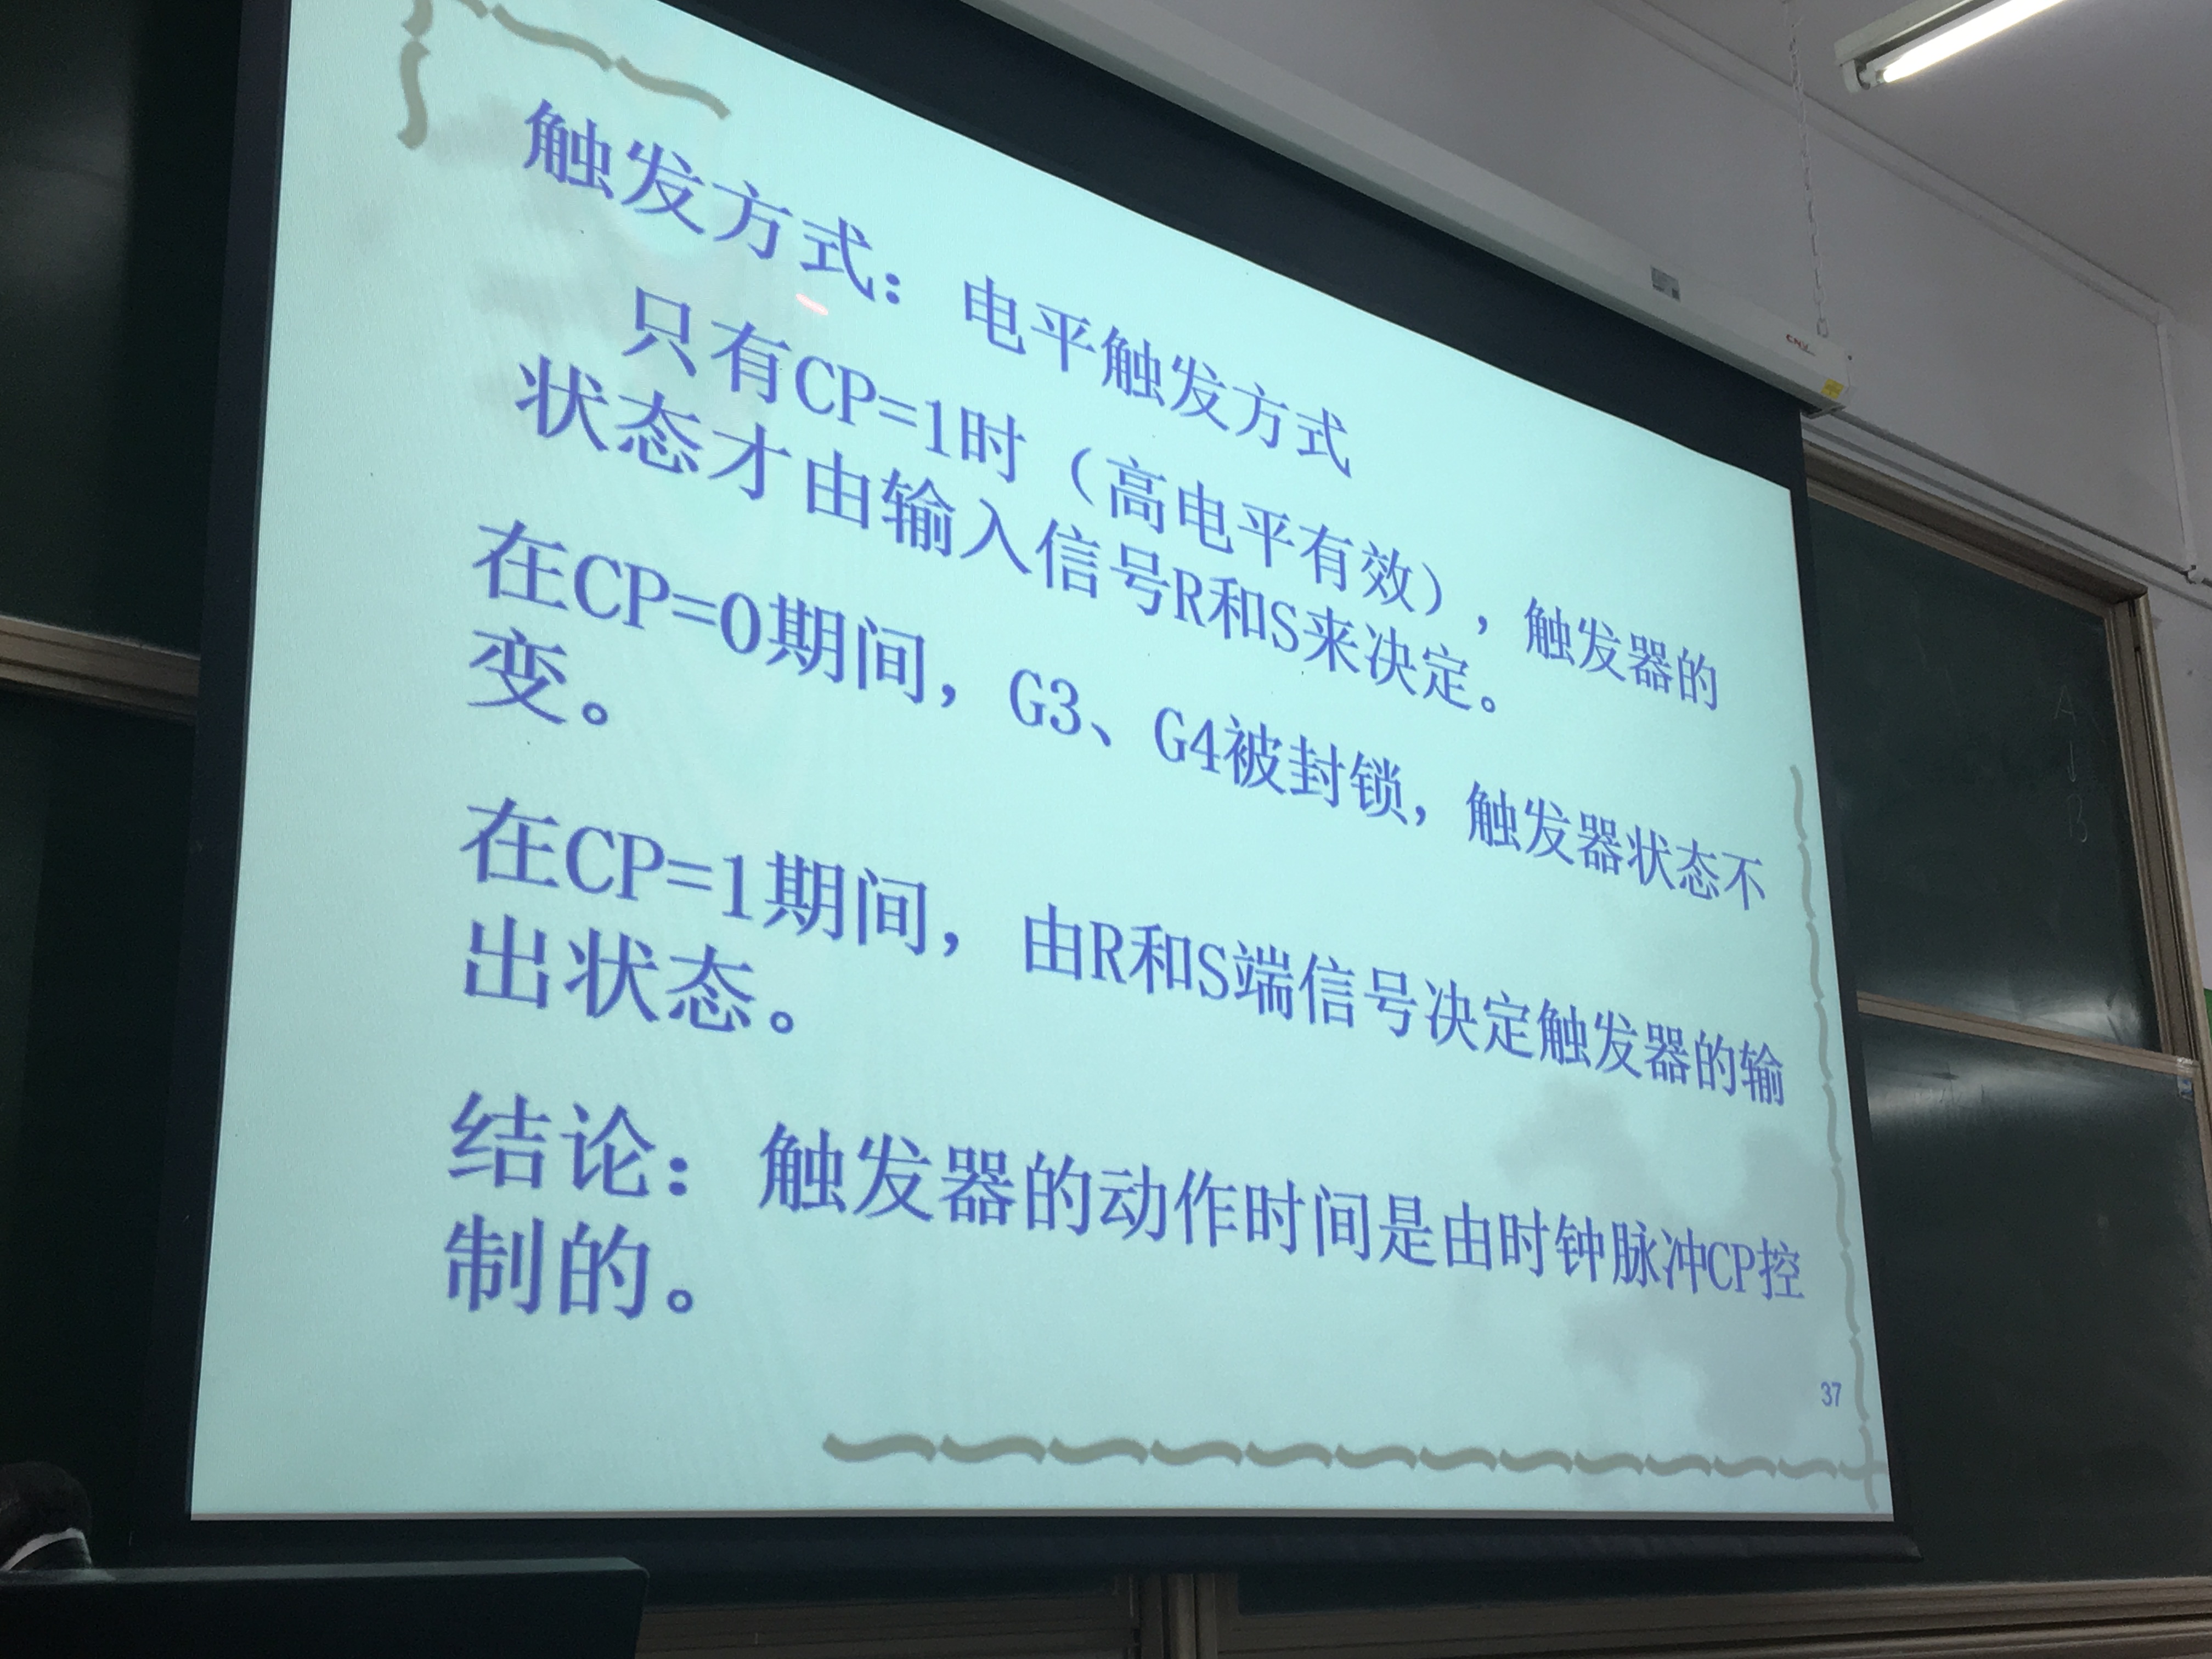 触发方式：电平触发方式
只有CP=1时（高电平有效），触发器的
状态才由输入信号R和S来决定。
在CP=0期间，G3、G4被封锁，触发器状态不
变。
在CP=1期间，由R和S端信号决定触发器的输
出状态。
结论：触发器的动作时间是由时钟脉冲CP控
制的。
37
A
B